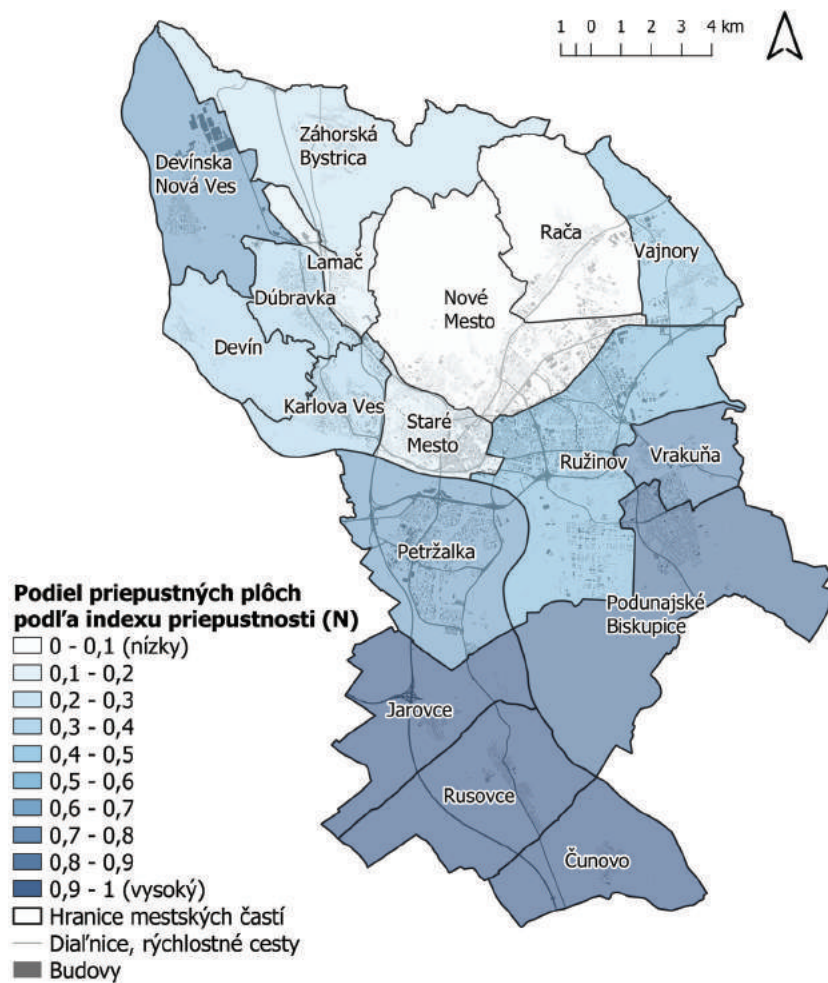 1 0 1 2 3 4 km
Záhorská
Bystrica
Devínska
Nová Ves
Rača
Vajnory
Lamač
Dúbravka
Nové
Mesto
Devín
Karlova Ves
Staré
Mesto
Ružinov
Vrakuňa
Petržalka
Podunajské
Biskupice
Jarovce
Rusovce
Čunovo
Podiel priepustných plôch
podľa indexu priepustnosti (N)
0 - 0,1 (nízky)
0,1 - 0,2
0,2 - 0,3
0,3 - 0,4
0,4 - 0,5
0,5 - 0,6
0,6 - 0,7
0,7 - 0,8
0,8 - 0,9
0,9 - 1 (vysoký)
Hranice mestských častí
Diaľnice, rýchlostné cesty
Budovy